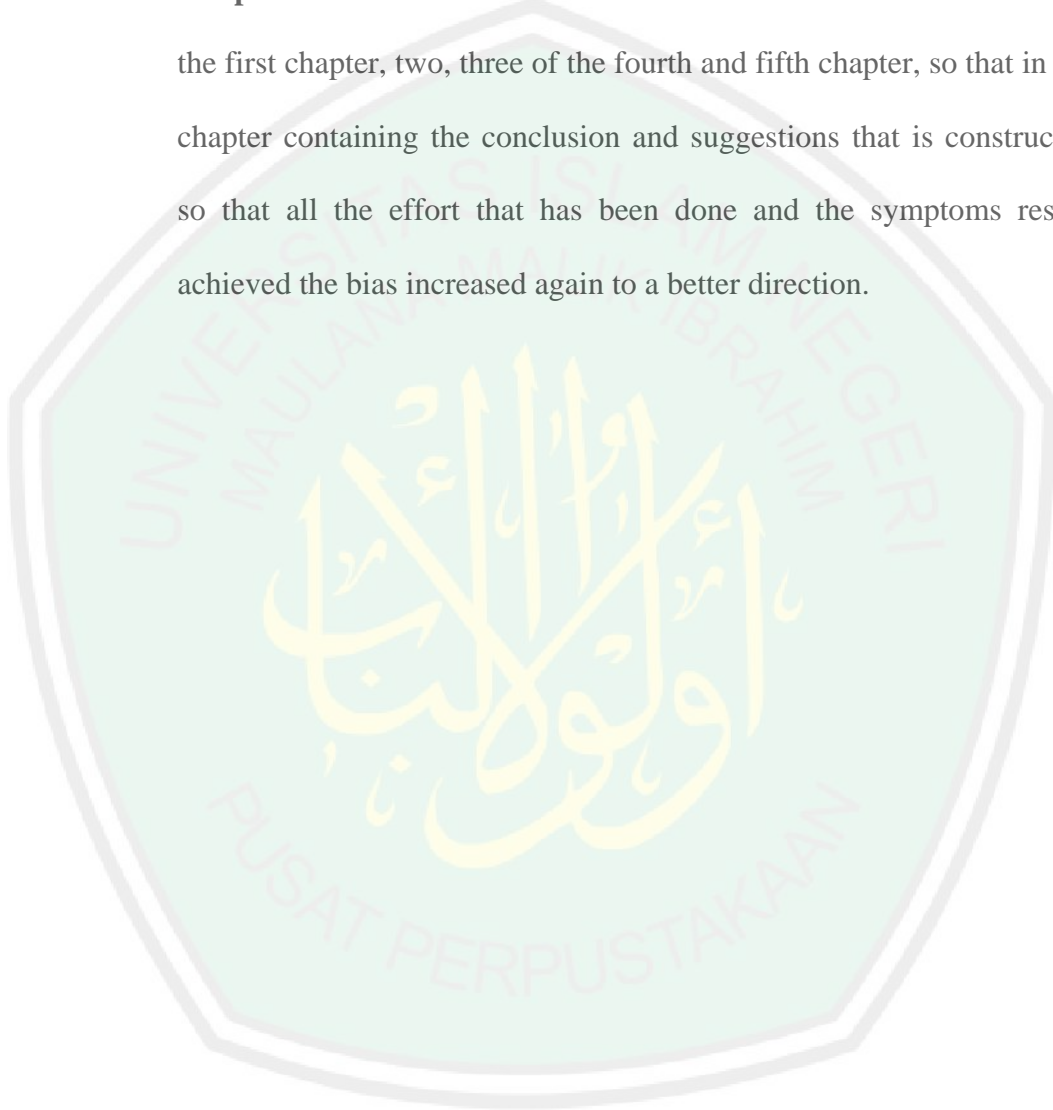 the first chapter, two, three of the fourth and fifth chapter, so that in
chapter containing the conclusion and suggestions that is construc
so that all the effort that has been done and the symptoms res
achieved the bias increased again to a better direction.
UNIVERSITAS ISLAM NEGERI
MAULANA MALIK IBRAHIM
أولوا الألباب
PUSAT PERPUSTAKAAN